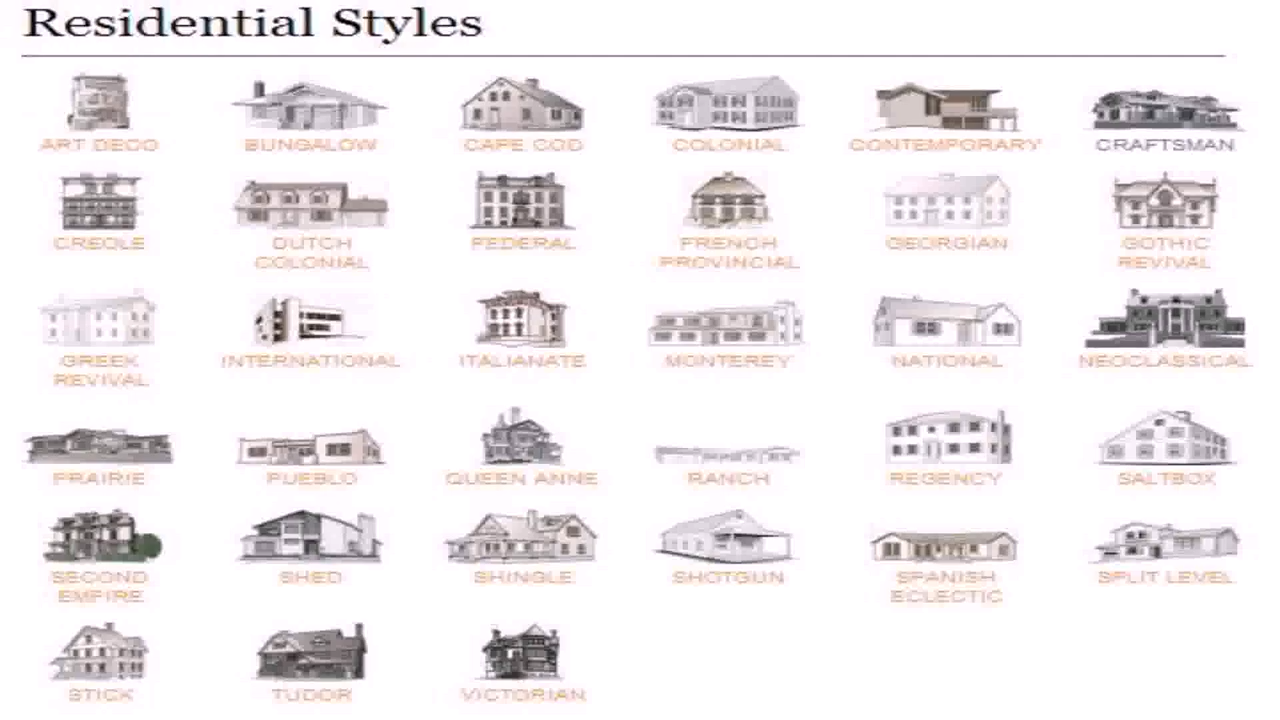 Residential Styles
ART DECO
BUNGALOW
CAPE COD
COLONIAL
CONTEMPORARY
CRAFTSMAN
CREOLE
DUTCH
COLONIAL
FEDERAL
FRENCH
PROVINCIAL
GEORGIAN
GOTHIC
REVIVAL
GREEK
REVIVAL
INTERNATIONAL
ITALIANATE
MONTEREY
NATIONAL
NEOCLASSICAL
PRAIRIE
PUEBLO
QUEEN ANNE
RANCH
REGENCY
SALTBOX
SECOND
EMPIRE
SHED
SHINGLE
SHOTGUN
SPANISH
ECLECTIC
SPLIT LEVEL
STICK
TUDOR
VICTORIAN